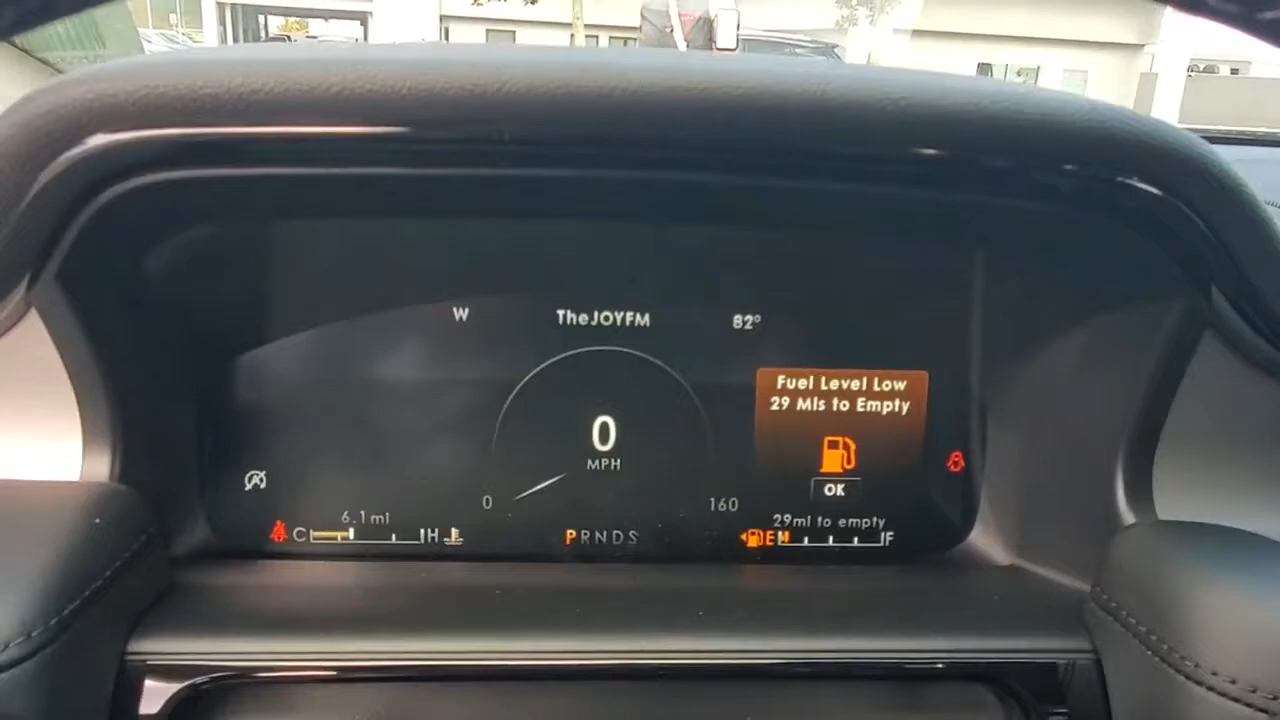 W
TheJOYFM
82°
Fuel Level Low
29 Mls to Empty
0
MPH
OK
0
160
6.1 mi
29mi to empty
C
H
PRNDS
E
F